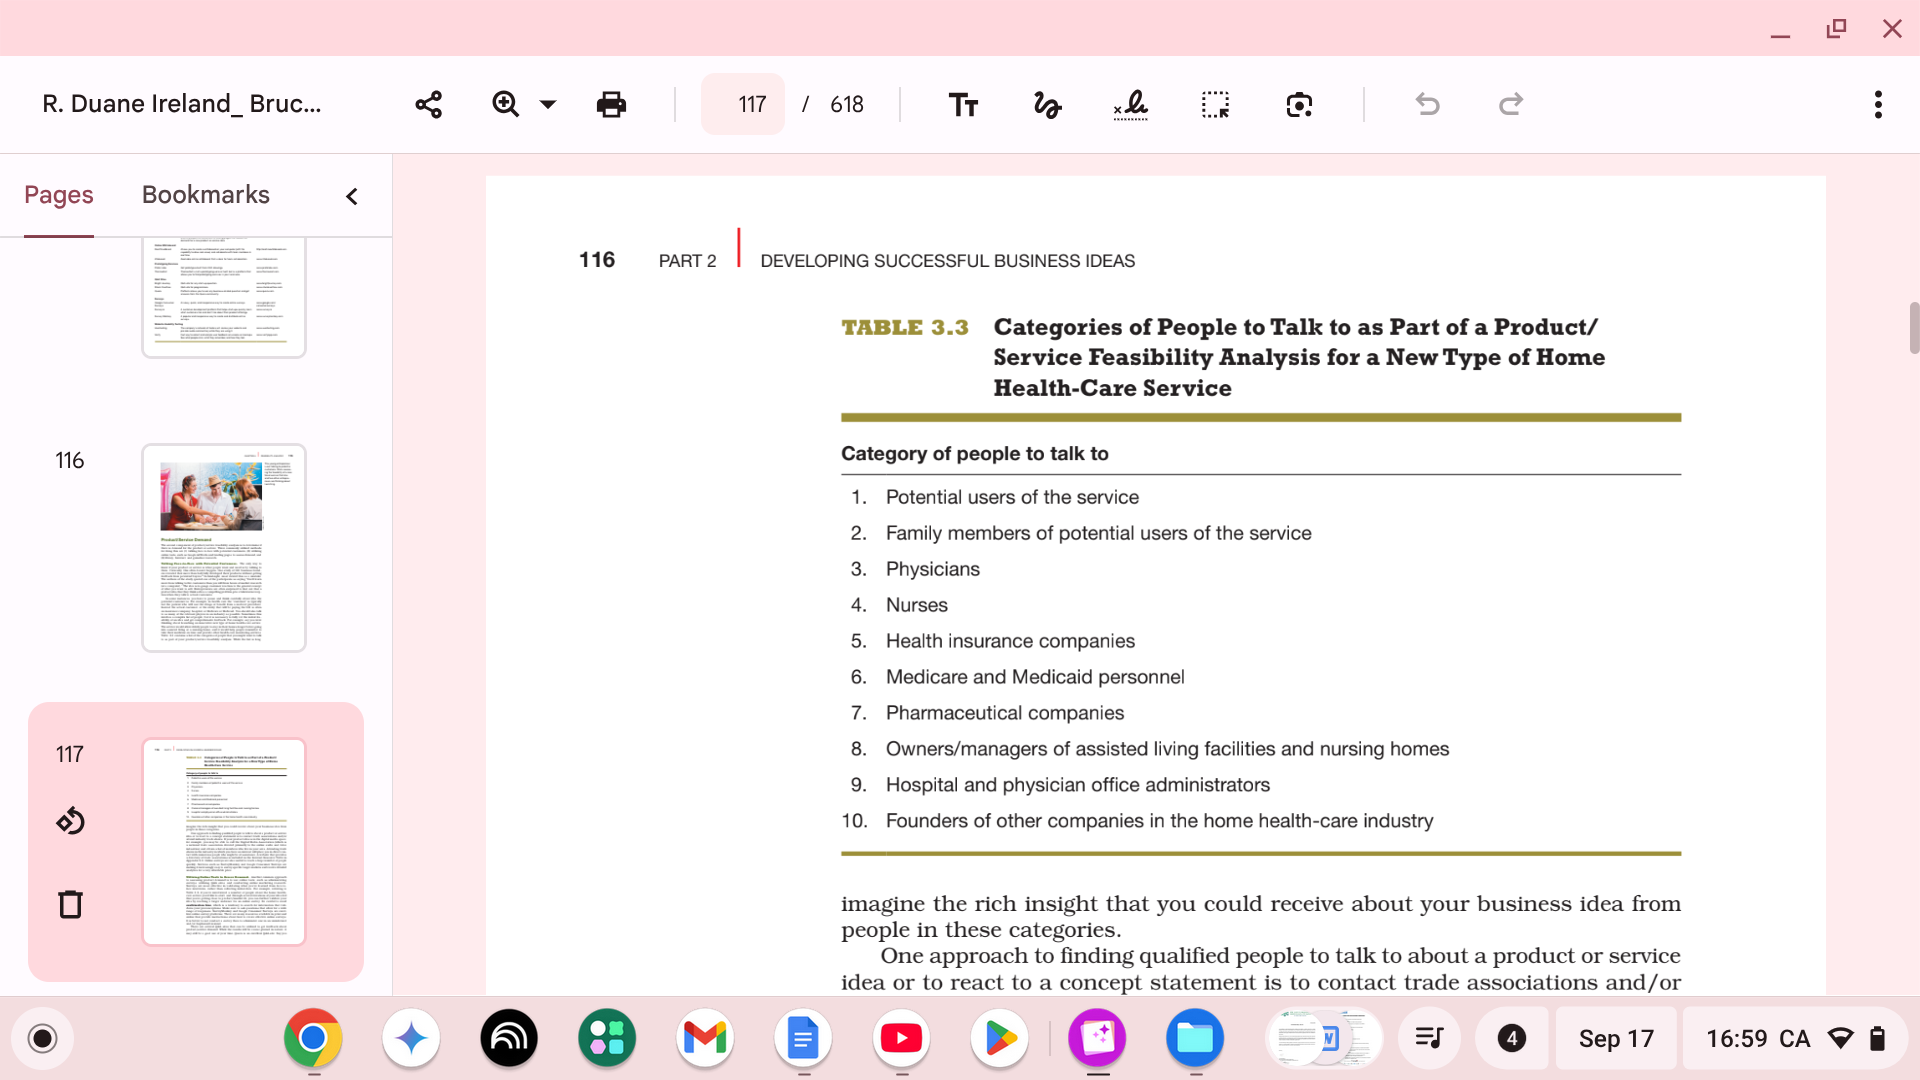 R. Duane Ireland_ Bruc...
117 / 618
Pages
Bookmarks
116
117
116 PART 2 DEVELOPING SUCCESSFUL BUSINESS IDEAS
TABLE 3.3 Categories of People to Talk to as Part of a Product/
Service Feasibility Analysis for a New Type of Home
Health-Care Service
Category of people to talk to
1. Potential users of the service
2. Family members of potential users of the service
3. Physicians
4. Nurses
5. Health insurance companies
6. Medicare and Medicaid personnel
7. Pharmaceutical companies
8. Owners/managers of assisted living facilities and nursing homes
9. Hospital and physician office administrators
10. Founders of other companies in the home health-care industry
imagine the rich insight that you could receive about your business idea from
people in these categories.
One approach to finding qualified people to talk to about a product or service
idea or to react to a concept statement is to contact trade associations and/or
4
Sep 17
16:59 CA